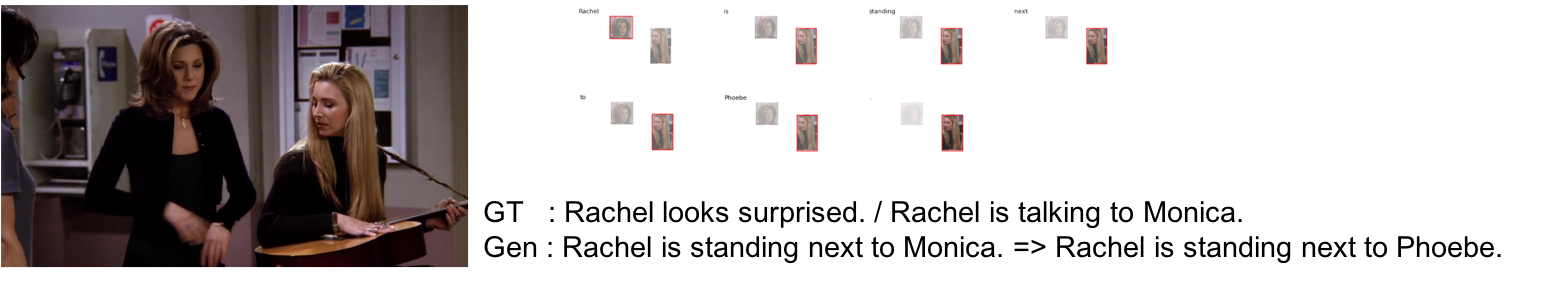 Rachel is standing next
to Phoebe .
GT : Rachel looks surprised. / Rachel is talking to Monica.
Gen : Rachel is standing next to Monica. => Rachel is standing next to Phoebe.